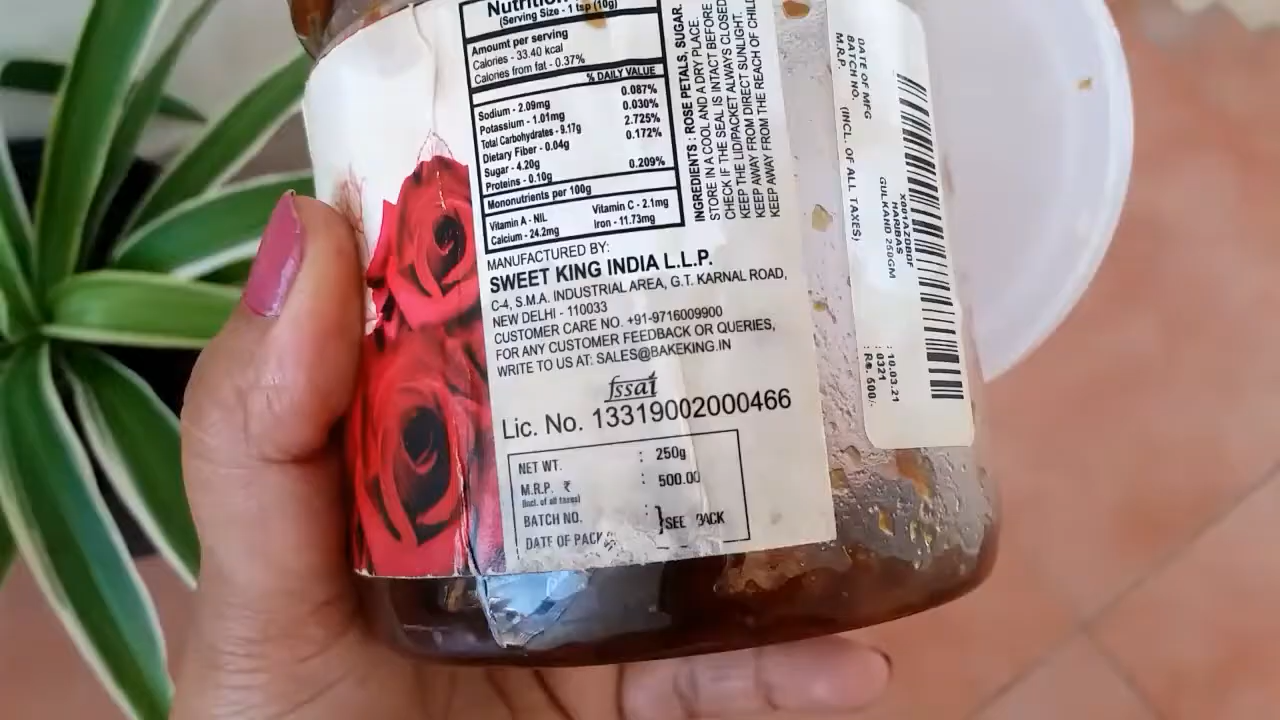 Nutrition
(Serving Size - 1 tsp (10g)
Amount per serving
Calories - 33.40 kcal
Calories from fat - 0.37%
% DAILY VALUE
Sodium - 2.09mg 0.087%
Potassium - 1.01mg 0.030%
Total Carbohydrates - 9.17g 2.725%
Dietary Fiber - 0.04g 0.172%
Sugar - 4.20g
Proteins - 0.10g 0.209%
Mononutrients per 100g
Vitamin A - NIL Vitamin C - 2.1mg
Calcium - 24.2mg Iron - 11.73mg
INGREDIENTS : ROSE PETALS, SUGAR.
STORE IN A COOL AND A DRY PLACE.
CHECK IF THE SEAL IS INTACT BEFORE
KEEP THE LID/PACKET ALWAYS CLOSED
KEEP AWAY FROM DIRECT SUNLIGHT.
KEEP AWAY FROM THE REACH OF
MANUFACTURED BY:
SWEET KING INDIA L.L.P.
C-4, S.M.A. INDUSTRIAL AREA, G.T. KARNAL ROAD,
NEW DELHI - 110033
CUSTOMER CARE NO. +91-9716009900
FOR ANY CUSTOMER FEEDBACK OR QUERIES,
WRITE TO US AT: SALES@BAKEKING.IN
fssai
Lic. No. 13319002000466
NET WT. : 250g
M.R.P. ₹ : 500.00
(Incl. of all taxes)
BATCH NO. :
DATE OF PACK : }SEE BACK
X001AZDBDF
HARIBAS
GULKAND 250GM
DATE OF MFG : 10.03.21
BATCH NO. : 0321
M.R.P. (INCL. OF ALL TAXES) : Rs. 500/-